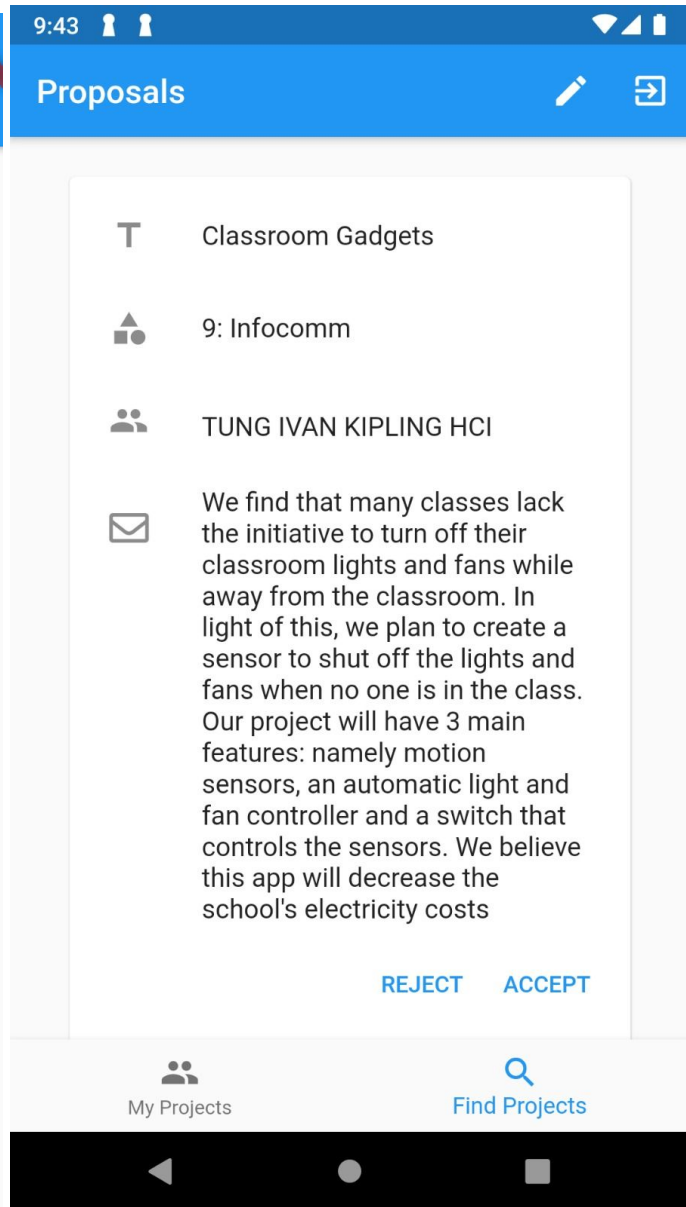 9:43
Proposals
Classroom Gadgets
9: Infocomm
TUNG IVAN KIPLING HCI
We find that many classes lack
the initiative to turn off their
classroom lights and fans while
away from the classroom. In
light of this, we plan to create a
sensor to shut off the lights and
fans when no one is in the class.
Our project will have 3 main
features: namely motion
sensors, an automatic light and
fan controller and a switch that
controls the sensors. We believe
this app will decrease the
school's electricity costs
REJECT ACCEPT
My Projects Find Projects